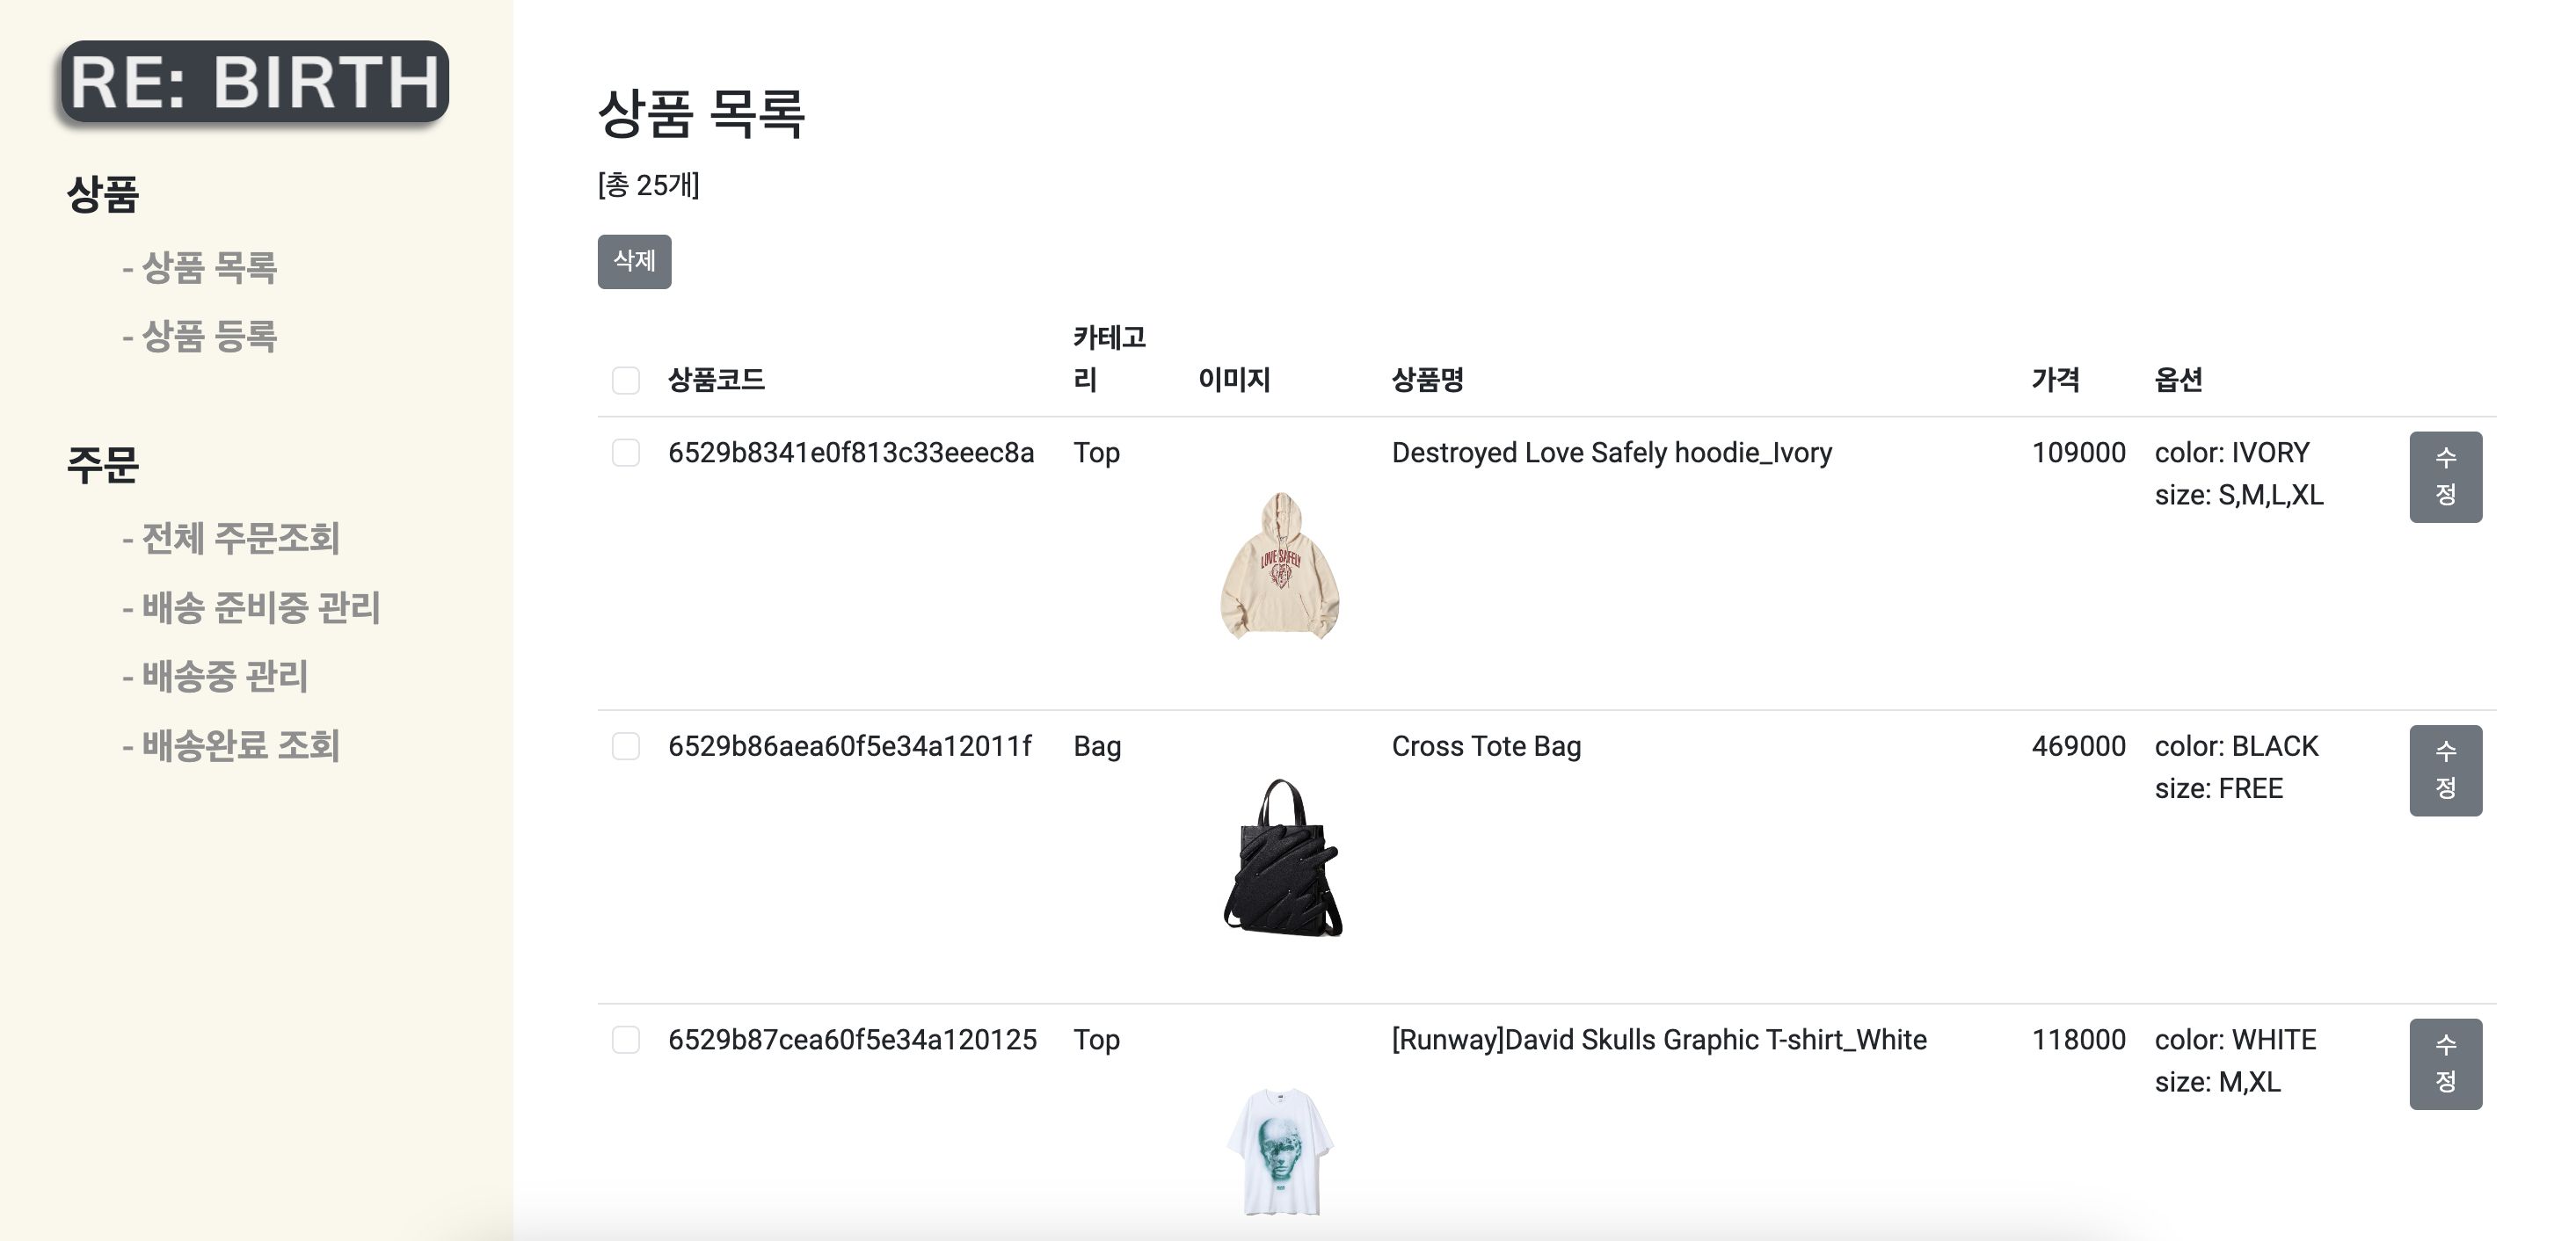 RE: BIRTH
상품
- 상품 목록
- 상품 등록
주문
- 전체 주문조회
- 배송 준비중 관리
- 배송중 관리
- 배송완료 조회
상품 목록
[총 25개]
삭제
상품코드 카테고리 이미지 상품명 가격 옵션
6529b8341e0f813c33eeec8a Top Destroyed Love Safely hoodie_Ivory 109000 color: IVORY 수정
size: S,M,L,XL
LOVE SAFELY
6529b86aea60f5e34a12011f Bag Cross Tote Bag 469000 color: BLACK 수정
size: FREE
6529b87cea60f5e34a120125 Top [Runway]David Skulls Graphic T-shirt_White 118000 color: WHITE 수정
size: M,XL